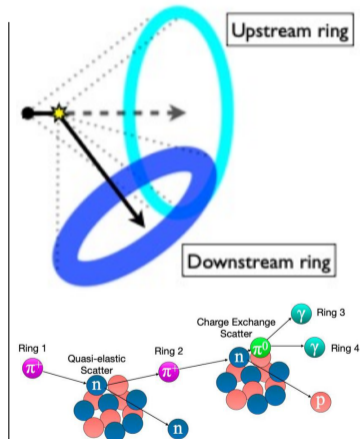 Upstream ring
Downstream ring
Charge Exchange
Scatter
Ring 3
γ
Ring 1
Quasi-elastic
Scatter
Ring 2
π⁺
π⁺
n
n
π⁰
γ
Ring 4
p
n